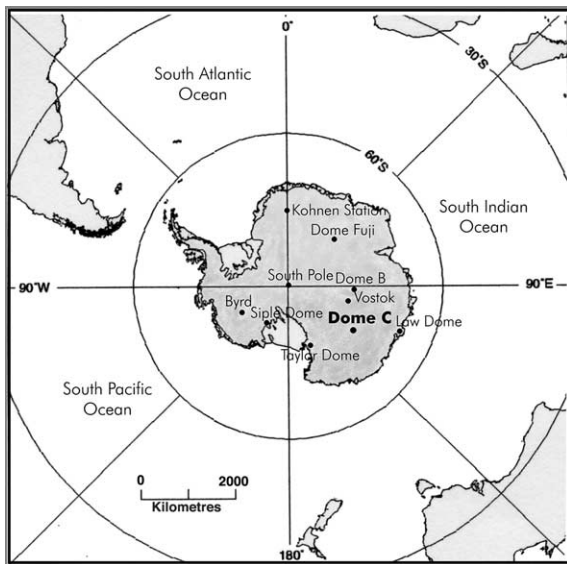 0°
30°S
South Atlantic
Ocean
60°S
South Indian
Ocean
Kohnen Station
Dome Fuji
South Pole
Dome B
90°W
90°E
Vostok
Byrd
Siple Dome
Dome C
Law Dome
Taylor Dome
South Pacific
Ocean
0 2000
Kilometres
180°